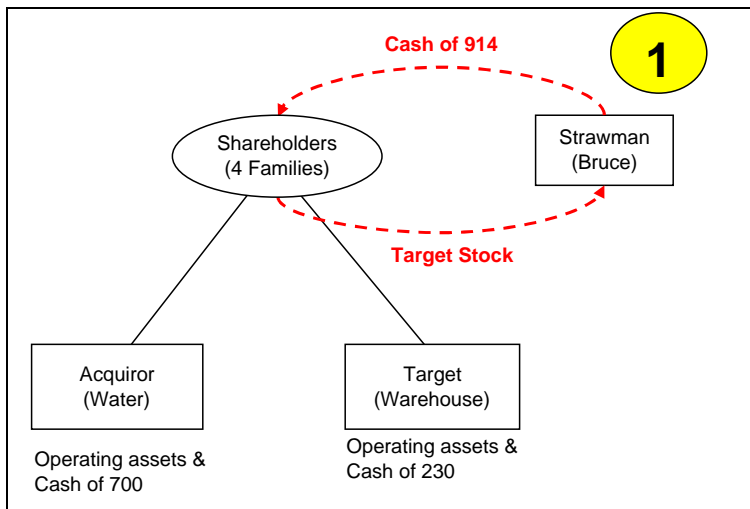 Cash of 914
1
Shareholders
(4 Families)
Strawman
(Bruce)
Target Stock
Acquiror
(Water)
Target
(Warehouse)
Operating assets &
Cash of 700
Operating assets &
Cash of 230